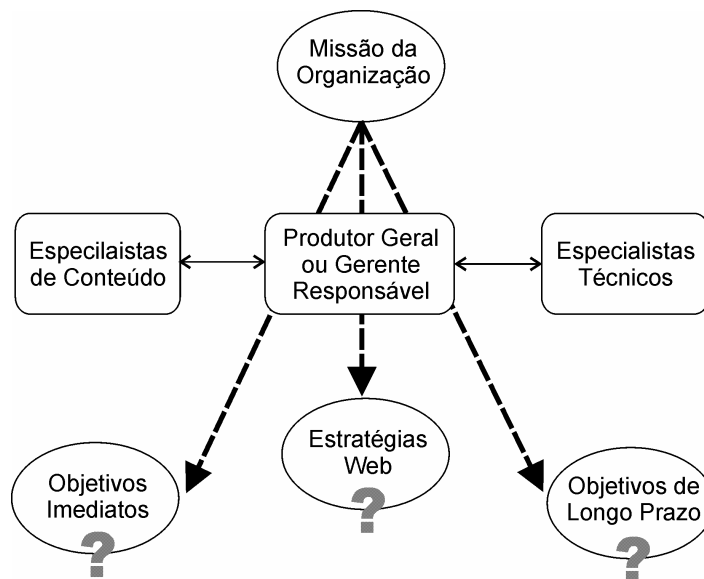 Missão da
Organização
Especilaistas
de Conteúdo
Produtor Geral
ou Gerente
Responsável
Especialistas
Técnicos
Objetivos
Imediatos
?
Estratégias
Web
?
Objetivos de
Longo Prazo
?